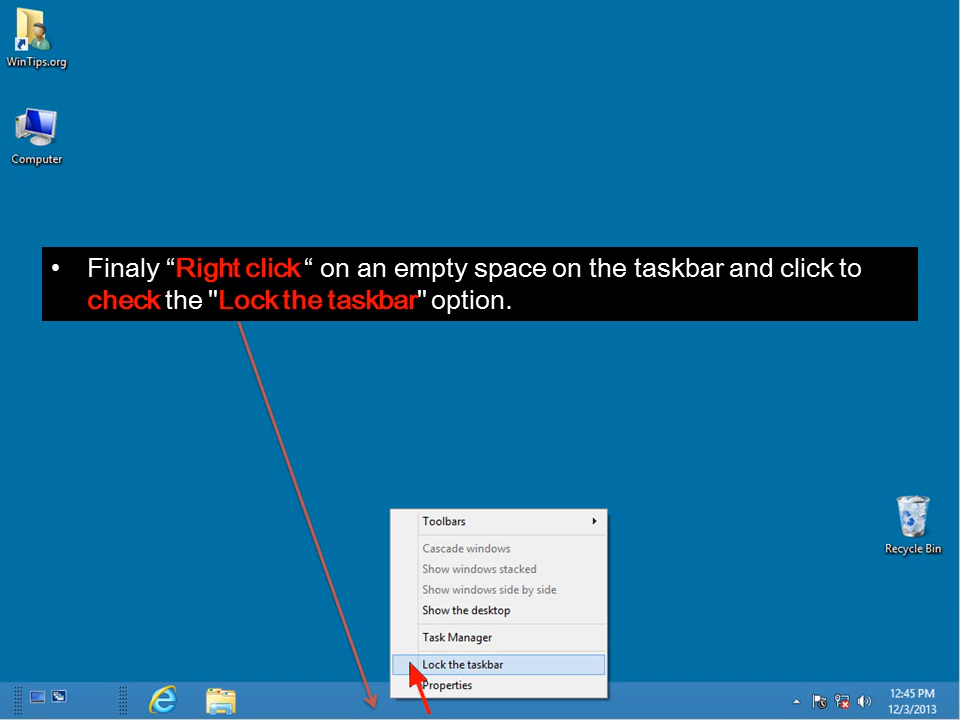 WinTips.org
Computer
• Finaly “Right click “ on an empty space on the taskbar and click to
check the "Lock the taskbar" option.
Recycle Bin
Toolbars
Cascade windows
Show windows stacked
Show windows side by side
Show the desktop
Task Manager
Lock the taskbar
Properties
12:45 PM
12/3/2013